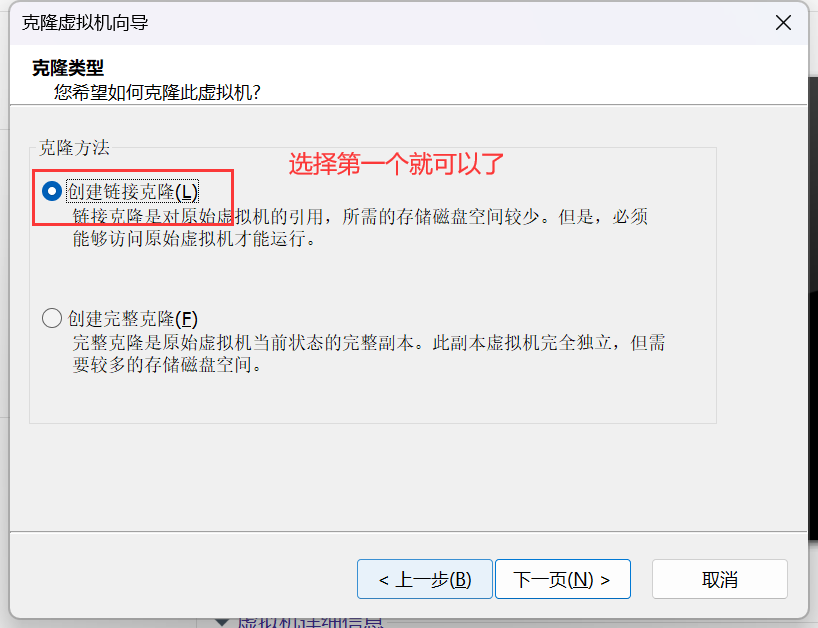 克隆虚拟机向导
克隆类型
您希望如何克隆此虚拟机?
克隆方法
选择第一个就可以了
创建链接克隆(L)
链接克隆是对原始虚拟机的引用，所需的存储磁盘空间较少。但是，必须
能够访问原始虚拟机才能运行。
创建完整克隆(F)
完整克隆是原始虚拟机当前状态的完整副本。此副本虚拟机完全独立，但需
要较多的存储磁盘空间。
< 上一步(B)
下一页(N) >
取消
虚拟机详细信息